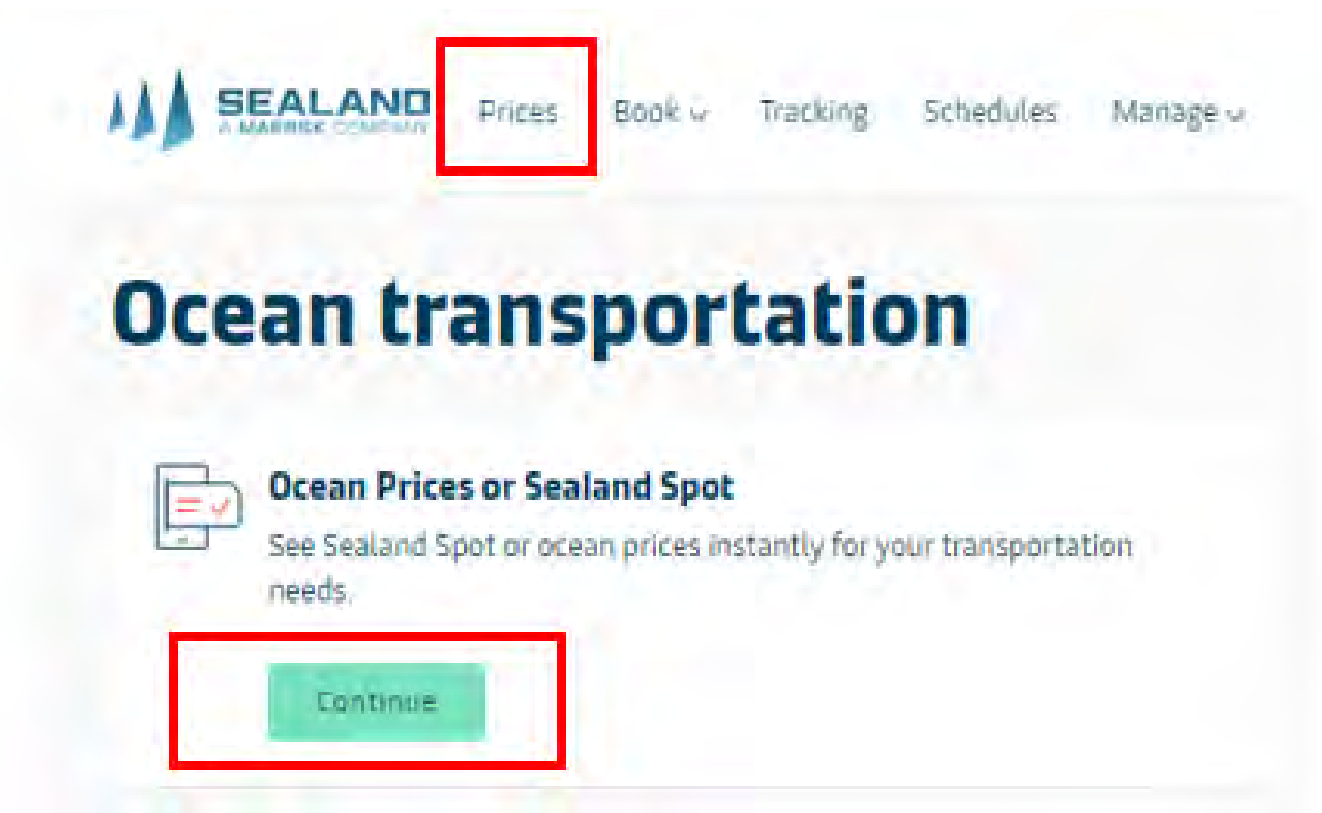 SEALAND
A MAERSK COMPANY
Prices Book Tracking Schedules Manage
Ocean transportation
Ocean Prices or Sealand Spot
See Sealand Spot or ocean prices instantly for your transportation
needs.
Continue